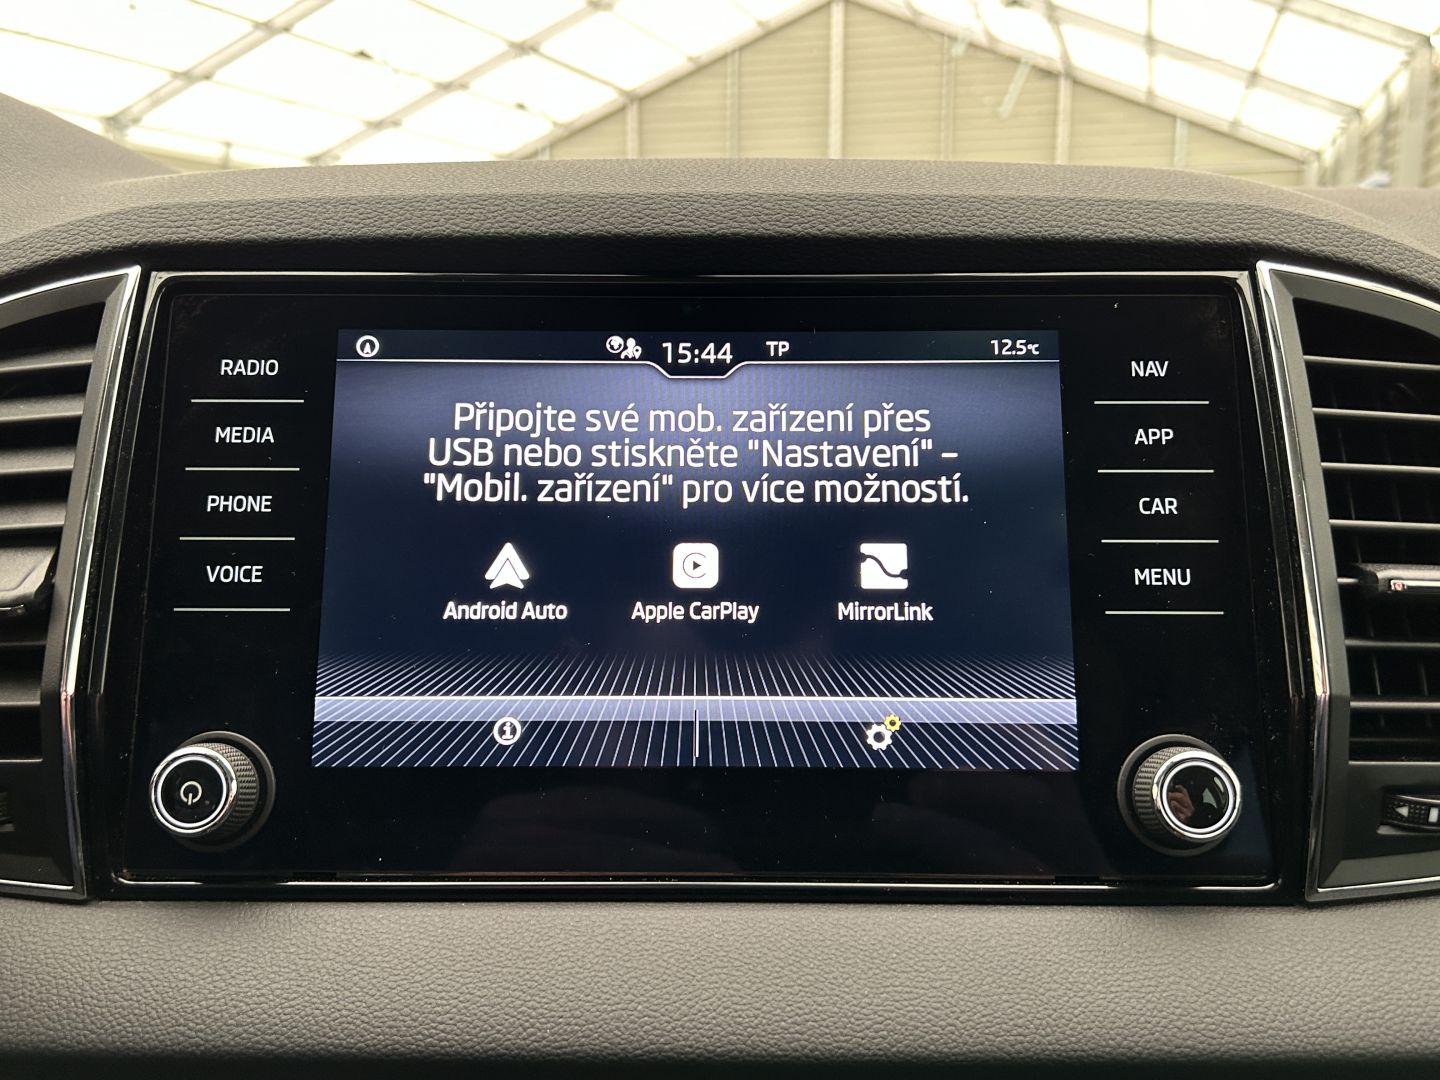 15:44 TP 12.5°C
RADIO
MEDIA
PHONE
VOICE
Připojte své mob. zařízení přes
USB nebo stiskněte "Nastavení" –
"Mobil. zařízení" pro více možností.
Android Auto Apple CarPlay MirrorLink
NAV
APP
CAR
MENU